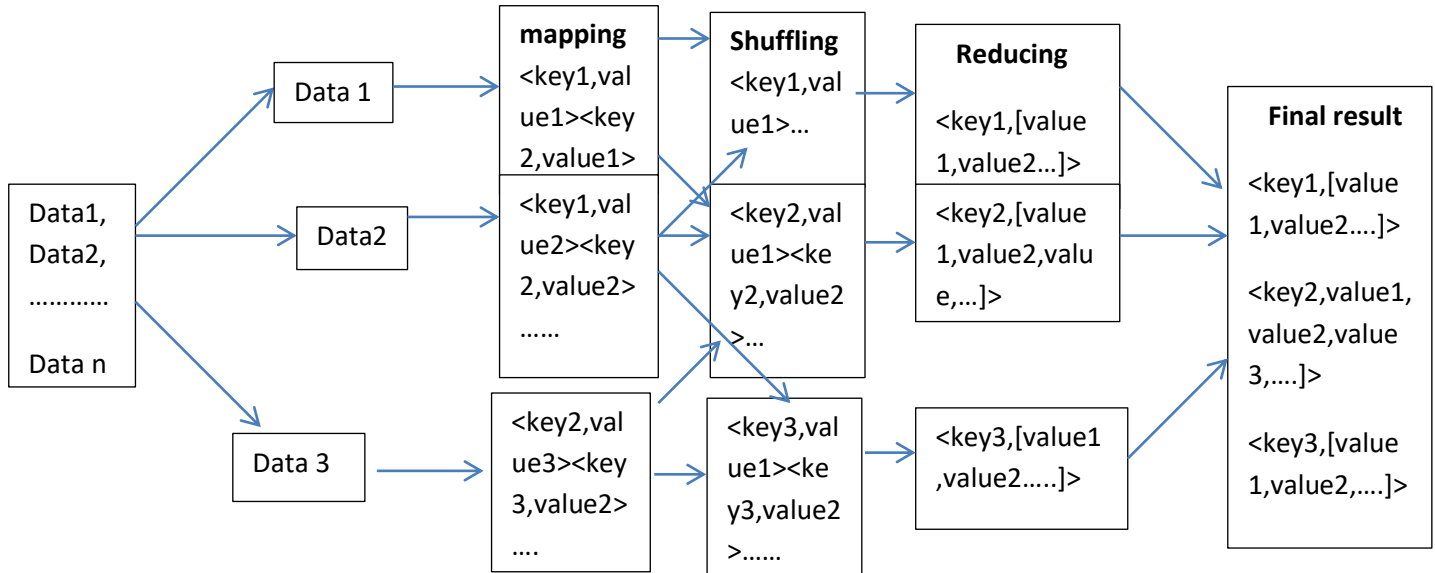 Data1,
Data2,
…………
Data n
Data 1
Data2
Data 3
mapping
<key1,val
ue1><key
2,value1>
<key1,val
ue2><key
2,value2>
……
<key2,val
ue3><key
3,value2>
….
Shuffling
<key1,val
ue1>…
<key2,val
ue1><ke
y2,value2
>…
<key3,val
ue1><ke
y3,value2
>……
Reducing
<key1,[value
1,value2…]>
<key2,[value
1,value2,valu
e,…]>
<key3,[value1
,value2…..]>
Final result
<key1,[value
1,value2….]>
<key2,value1,
value2,value
3,….]>
<key3,[value
1,value2,….]>